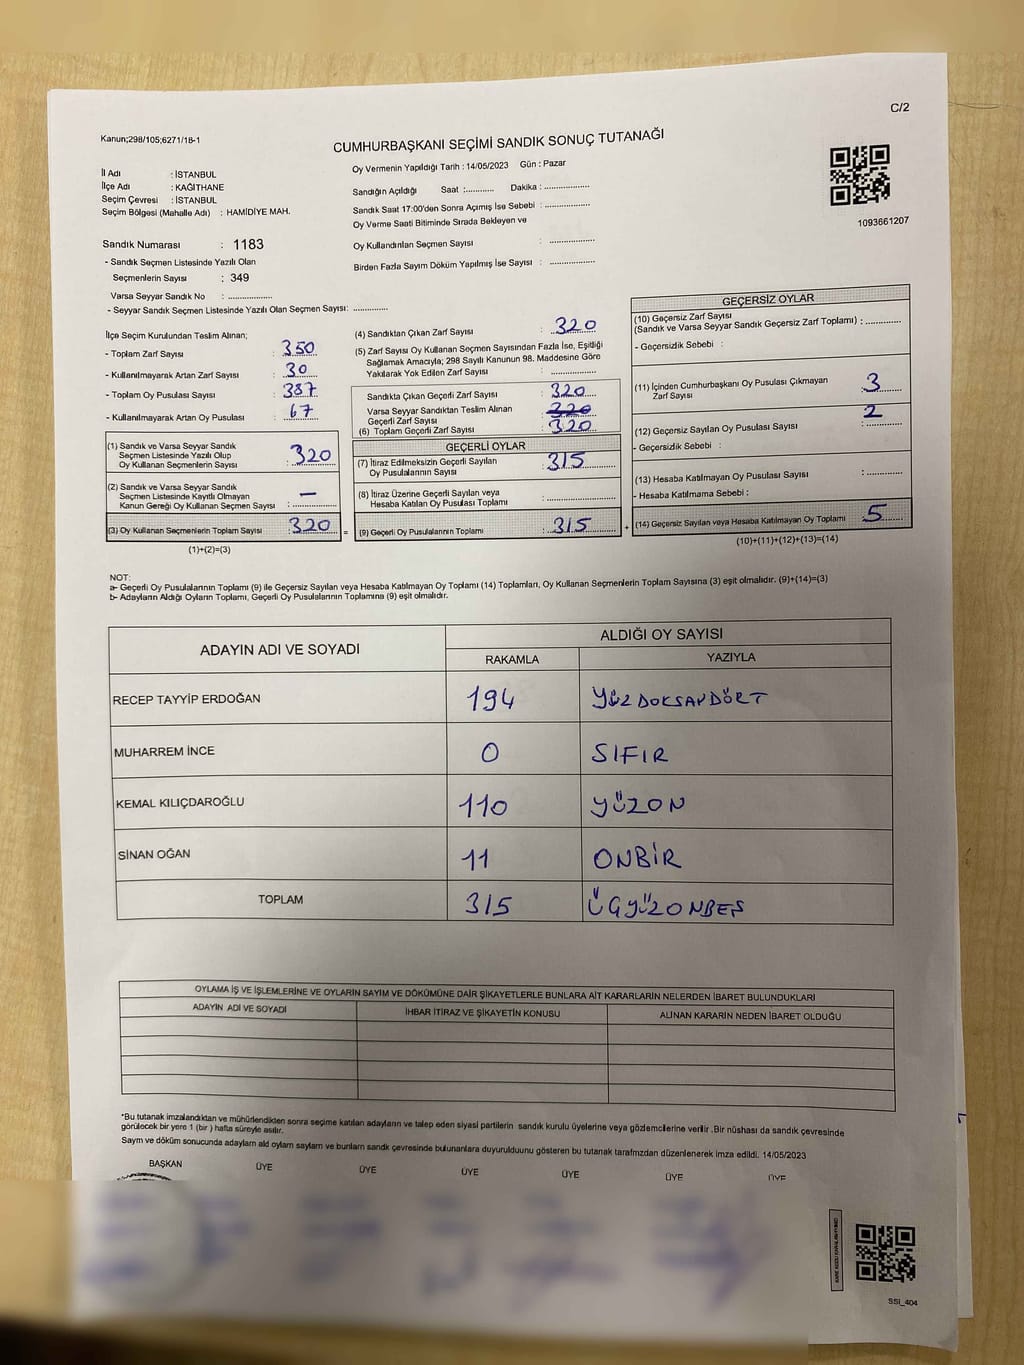 C/2
Kanun;298/105;6271/18-1
CUMHURBAŞKANI SEÇİMİ SANDIK SONUÇ TUTANAĞI
Oy Vermenin Yapıldığı Tarih : 14/05/2023 Gün : Pazar
1093661207
İl Adı : İSTANBUL
İlçe Adı : KAĞITHANE
Seçim Çevresi : İSTANBUL
Seçim Bölgesi (Mahalle Adı) : HAMİDİYE MAH.
Sandığın Açıldığı Saat :............ Dakika : ..................
Sandık Saat 17:00'den Sonra Açımış İse Sebebi : ..................
Oy Verme Saati Bitiminde Sırada Bekleyen ve
Oy Kullandırılan Seçmen Sayısı : ..................
Birden Fazla Sayım Döküm Yapılmış İse Sayısı : ..................
Sandık Numarası : 1183
- Sandık Seçmen Listesinde Yazılı Olan
Seçmenlerin Sayısı : 349
Varsa Seyyar Sandık No : ..................
- Seyyar Sandık Seçmen Listesinde Yazılı Olan Seçmen Sayısı: ..............
İlçe Seçim Kurulundan Teslim Alınan;
- Toplam Zarf Sayısı : 350
- Kullanılmayarak Artan Zarf Sayısı : 30
- Toplam Oy Pusulası Sayısı : 387
- Kullanılmayarak Artan Oy Pusulası : 67
(1) Sandık ve Varsa Seyyar Sandık
Seçmen Listesinde Yazılı Olup
Oy Kullanan Seçmenlerin Sayısı : 320
(2) Sandık ve Varsa Seyyar Sandık
Seçmen Listesinde Kayıtlı Olmayan
Kanun Gereği Oy Kullanan Seçmen Sayısı : —
(3) Oy Kullanan Seçmenlerin Toplam Sayısı : 320 =
(1)+(2)=(3)
(4) Sandıktan Çıkan Zarf Sayısı : 320
(5) Zarf Sayısı Oy Kullanan Seçmen Sayısından Fazla İse, Eşitliği
Sağlamak Amacıyla; 298 Sayılı Kanunun 98. Maddesine Göre
Yakılarak Yok Edilen Zarf Sayısı : ..................
Sandıkta Çıkan Geçerli Zarf Sayısı : 320
Varsa Seyyar Sandıktan Teslim Alınan 320
Geçerli Zarf Sayısı
(6) Toplam Geçerli Zarf Sayısı : 320
GEÇERLİ OYLAR
(7) İtiraz Edilmeksizin Geçerli Sayılan
Oy Pusulalarının Sayısı : 315
(8) İtiraz Üzerine Geçerli Sayılan veya
Hesaba Katılan Oy Pusulası Toplamı : ..................
(9) Geçerli Oy Pusulalarının Toplamı : 315 +
GEÇERSİZ OYLAR
(10) Geçersiz Zarf Sayısı
(Sandık ve Varsa Seyyar Sandık Geçersiz Zarf Toplamı) : ............
- Geçersizlik Sebebi :
(11) İçinden Cumhurbaşkanı Oy Pusulası Çıkmayan
Zarf Sayısı : 3
(12) Geçersiz Sayılan Oy Pusulası Sayısı : 2
- Geçersizlik Sebebi :
(13) Hesaba Katılmayan Oy Pusulası Sayısı : ............
- Hesaba Katılmama Sebebi :
(14) Geçersiz Sayılan veya Hesaba Katılmayan Oy Toplamı : 5
(10)+(11)+(12)+(13)=(14)
NOT:
a- Geçerli Oy Pusulalarının Toplamı (9) ile Geçersiz Sayılan veya Hesaba Katılmayan Oy Toplamı (14) Toplamları, Oy Kullanan Seçmenlerin Toplam Sayısına (3) eşit olmalıdır. (9)+(14)=(3)
b- Adayların Aldığı Oyların Toplamı, Geçerli Oy Pusulalarının Toplamına (9) eşit olmalıdır.
ADAYIN ADI VE SOYADI ALDIĞI OY SAYISI
RAKAMLA YAZIYLA
RECEP TAYYİP ERDOĞAN 194 YÜZDOKSANDÖRT
MUHARREM İNCE 0 SIFIR
KEMAL KILIÇDAROĞLU 110 YÜZON
SİNAN OĞAN 11 ONBİR
TOPLAM 315 ÜÇYÜZONBEŞ
OYLAMA İŞ VE İŞLEMLERİNE VE OYLARIN SAYIM VE DÖKÜMÜNE DAİR ŞİKAYETLERLE BUNLARA AİT KARARLARIN NELERDEN İBARET BULUNDUKLARI
ADAYIN ADI VE SOYADI İHBAR İTİRAZ VE ŞİKAYETİN KONUSU ALINAN KARARIN NEDEN İBARET OLDUĞU
*Bu tutanak imzalandıktan ve mühürlendikten sonra seçime katılan adayların ve talep eden siyasi partilerin sandık kurulu üyelerine veya gözlemcilerine verilir .Bir nüshası da sandık çevresinde
görülecek bir yere 1 (bir ) hafta süreyle asılır.
Sayım ve döküm sonucunda adayların aldı oyların sayları ve bunların sandık çevresinde bulunanlara duyurulduunu gösteren bu tutanak tarafımızdan düzenlenerek imza edildi. 14/05/2023
BAŞKAN ÜYE ÜYE ÜYE ÜYE ÜYE ÜYE
SSİ_404